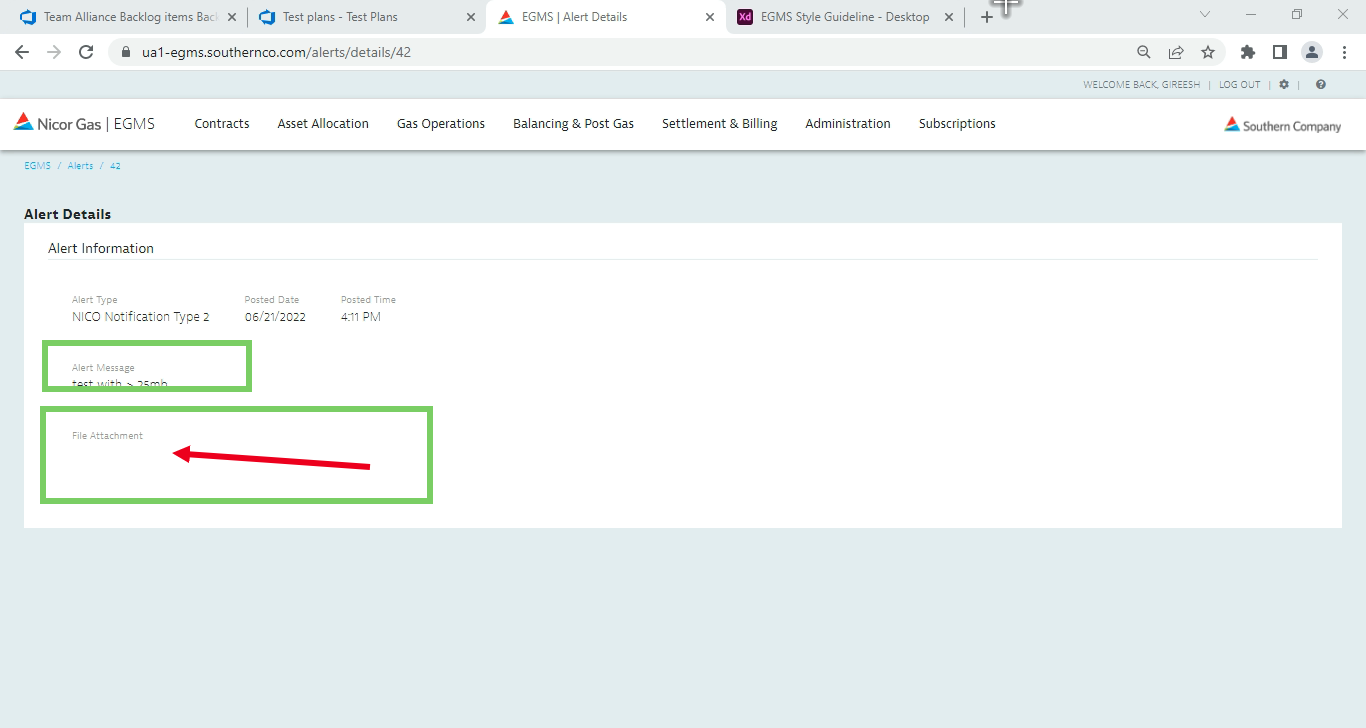 Team Alliance Backlog items Back
Test plans - Test Plans
EGMS | Alert Details
Xd EGMS Style Guideline - Desktop
ua1-egms.southernco.com/alerts/details/42
WELCOME BACK, GIREESH | LOG OUT | |
Nicor Gas | EGMS
Contracts
Asset Allocation
Gas Operations
Balancing & Post Gas
Settlement & Billing
Administration
Subscriptions
Southern Company
EGMS / Alerts / 42
Alert Details
Alert Information
Alert Type
Posted Date
Posted Time
NICO Notification Type 2
06/21/2022
4:11 PM
Alert Message
test with > 25mb
File Attachment